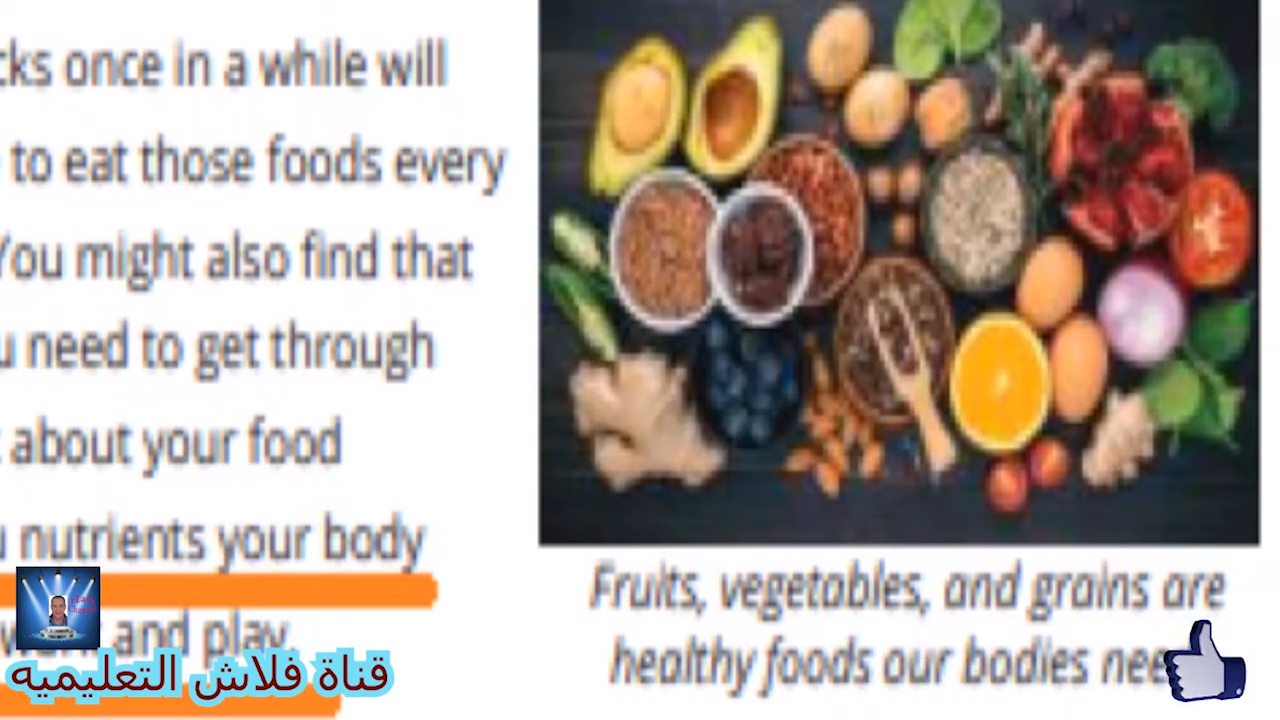 cks once in a while will
to eat those foods every
You might also find that
u need to get through
about your food
u nutrients your body
and play.
Fruits, vegetables, and grains are
healthy foods our bodies nee
قناة فلاش التعليميه